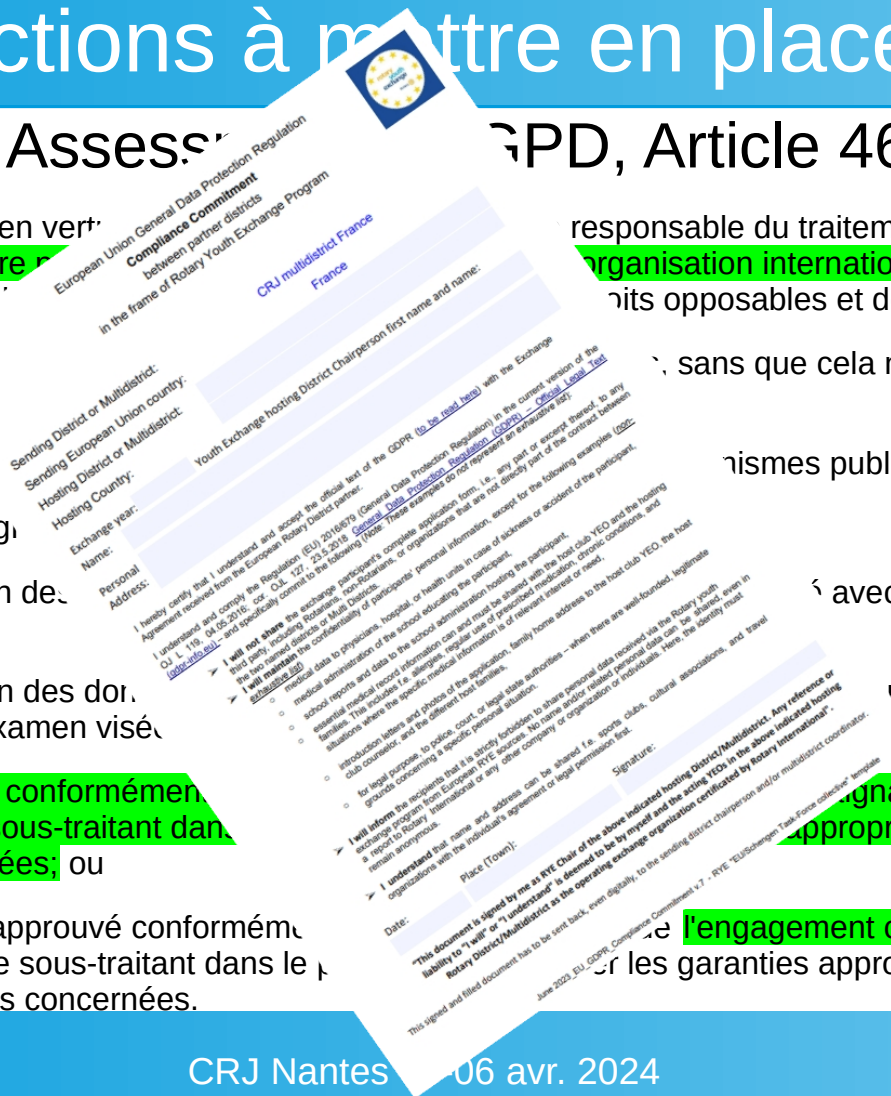 ctions à mettre en place
Assessm GPD, Article 46
en vertu
responsable du traitem
re p
organisation internatio
oits opposables et d
, sans que cela n
nismes publ
n des
é avec
n des don
xamen visée
conformémen
signa
sous-traitant dans
appropr
ées; ou
approuvé conformémen
de l'engagement c
e sous-traitant dans le p
er les garanties appro
s concernées.
CRJ Nantes 06 avr. 2024
rotary youth exchange
European Union General Data Protection Regulation
Compliance Commitment
between partner districts
in the frame of Rotary Youth Exchange Program
Sending District or Multidistrict:
CRJ multidistrict France
Sending European Union country:
France
Hosting District or Multidistrict:
Hosting Country:
Exchange year:
Youth Exchange hosting District Chairperson first name and name:
Name:
Personal
Address:
I hereby certify that I understand and accept the official text of the GDPR (to be read here) with the Exchange
Agreement received from the European Rotary District partner.
I understand and comply the Regulation (EU) 2016/679 (General Data Protection Regulation) in the current version of the
OJ L 119, 04.05.2016; cor. OJL 127, 23.5.2018 General Data Protection Regulation (GDPR) – Official Legal Text
(gdpr-info.eu) – and specifically commit to the following (Note: These examples do not represent an exhaustive list):
➢ I will not share the exchange participant's complete application form, i.e., any part or excerpt thereof, to any
third party, including Rotarians, non-Rotarians, or organizations that are not directly part of the contract between
the two named districts or Multi Districts.
➢ I will maintain the confidentiality of participants' personal information, except for the following examples (non-
exhaustive list)
○ medical data to physicians, hospital, or health units in case of sickness or accident of the participant,
○ medical administration of the school educating the participant,
○ school reports and data to the school administration hosting the participant,
○ essential medical record information can and must be shared with the host club YEO and the hosting
families. This includes f.e. allergies, regular use of prescribed medication, chronic conditions, and
situations where the specific medical information is of relevant interest or need,
○ introduction letters and photos of the application, family home address to the host club YEO, the host
club counselor, and the different host families,
○ for legal purpose, to police, court, or legal state authorities – when there are well-founded, legitimate
grounds concerning a specific personal situation.
➢ I will inform the recipients that it is strictly forbidden to share personal data received via the Rotary youth
exchange program from European RYE sources. No name and/or related personal data can be shared, even in
a report to Rotary International or any other company or organization or individuals. Here, the identity must
remain anonymous.
➢ I understand that name and address can be shared f.e. sports clubs, cultural associations, and travel
organizations with the individual's agreement or legal permission first.
Date:
Place (Town):
Signature:
"This document is signed by me as RYE Chair of the above indicated hosting District/Multidistrict. Any reference or
liability to "I will" or "I understand" is deemed to be by myself and the acting YEOs in the above indicated hosting
Rotary District/Multidistrict as the operating exchange organization certificated by Rotary International".
This signed and filled document has to be sent back, even digitally, to the sending district chairperson and/or multidistrict coordinator.
June 2023_EU_GDPR_Compliance Commitment v.7 - RYE "EU/Schengen Task-Force collective" template